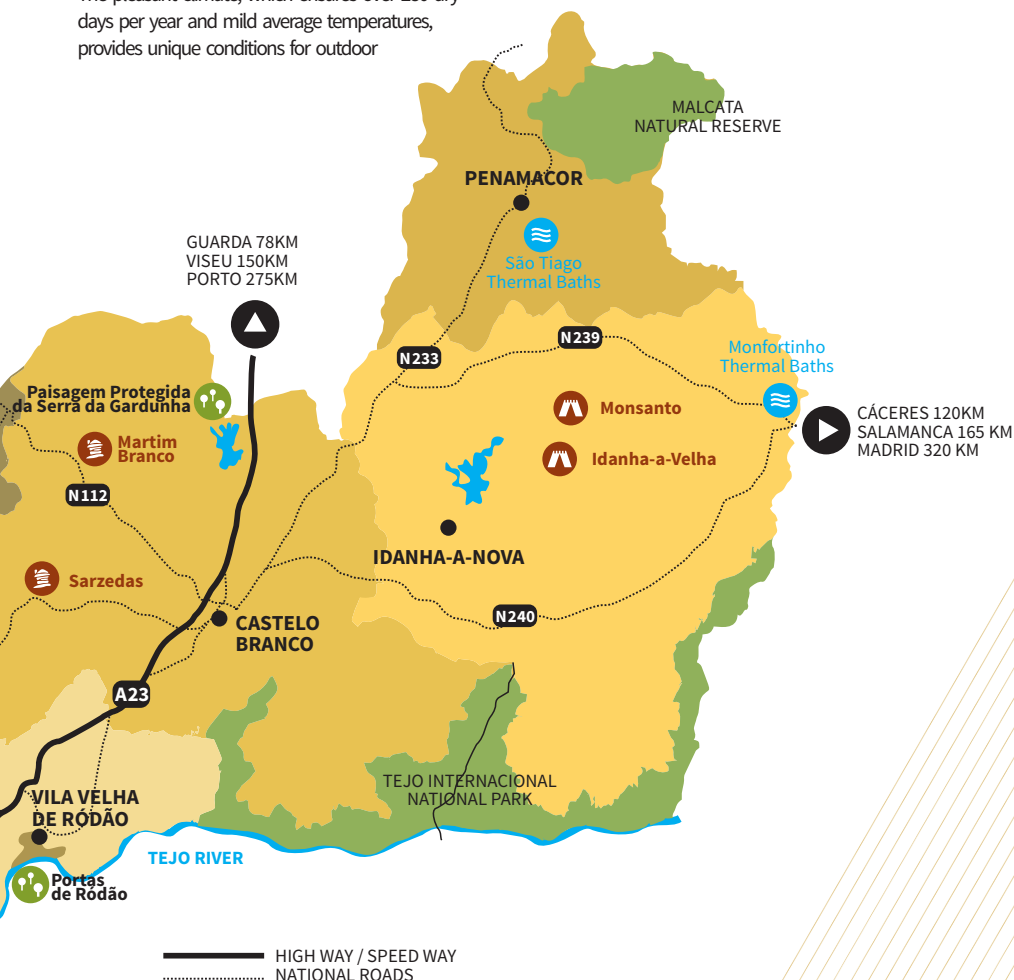 days per year and mild average temperatures,
provides unique conditions for outdoor
MALCATA
NATURAL RESERVE
PENAMACOR
GUARDA 78KM
VISEU 150KM
PORTO 275KM
São Tiago
Thermal Baths
N239
N233
Monfortinho
Thermal Baths
Paisagem Protegida
da Serra da Gardunha
Monsanto
CÁCERES 120KM
SALAMANCA 165 KM
MADRID 320 KM
Martim
Branco
Idanha-a-Velha
N112
IDANHA-A-NOVA
Sarzedas
N240
CASTELO
BRANCO
A23
TEJO INTERNACIONAL
NATIONAL PARK
VILA VELHA
DE RÓDÃO
TEJO RIVER
Portas
de Ródão
HIGH WAY / SPEED WAY
NATIONAL ROADS